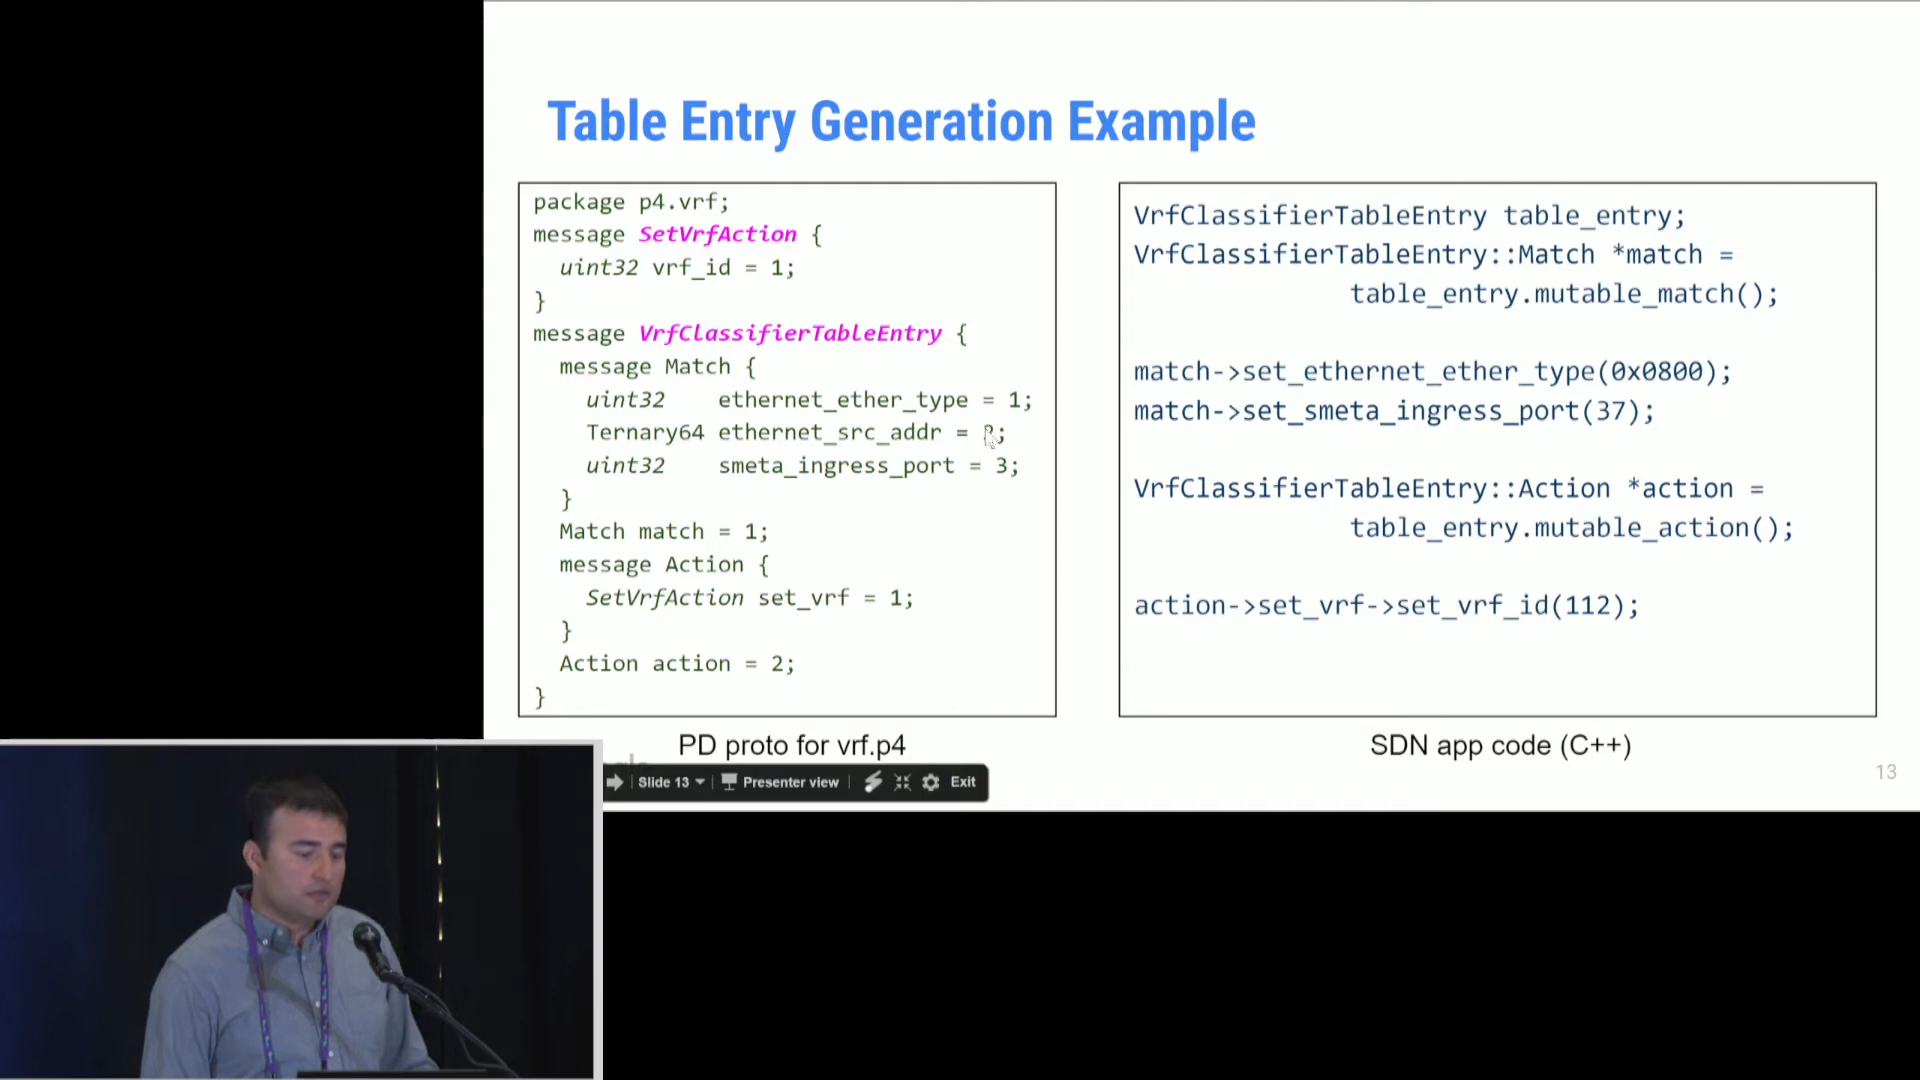 Table Entry Generation Example
package p4.vrf;
message SetVrfAction {
uint32 vrf_id = 1;
}
message VrfClassifierTableEntry {
message Match {
uint32 ethernet_ether_type = 1;
Ternary64 ethernet_src_addr = 2;
uint32 smeta_ingress_port = 3;
}
Match match = 1;
message Action {
SetVrfAction set_vrf = 1;
}
Action action = 2;
}
PD proto for vrf.p4
VrfClassifierTableEntry table_entry;
VrfClassifierTableEntry::Match *match =
table_entry.mutable_match();
match->set_ethernet_ether_type(0x0800);
match->set_smeta_ingress_port(37);
VrfClassifierTableEntry::Action *action =
table_entry.mutable_action();
action->set_vrf->set_vrf_id(112);
SDN app code (C++)
13
Slide 13 Presenter view Exit